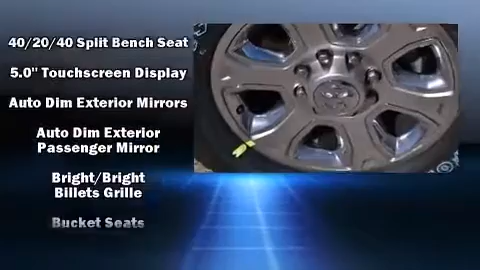 40/20/40 Split Bench Seat
5.0" Touchscreen Display
Auto Dim Exterior Mirrors
Auto Dim Exterior
Passenger Mirror
Bright/Bright
Billets Grille
Bucket Seats